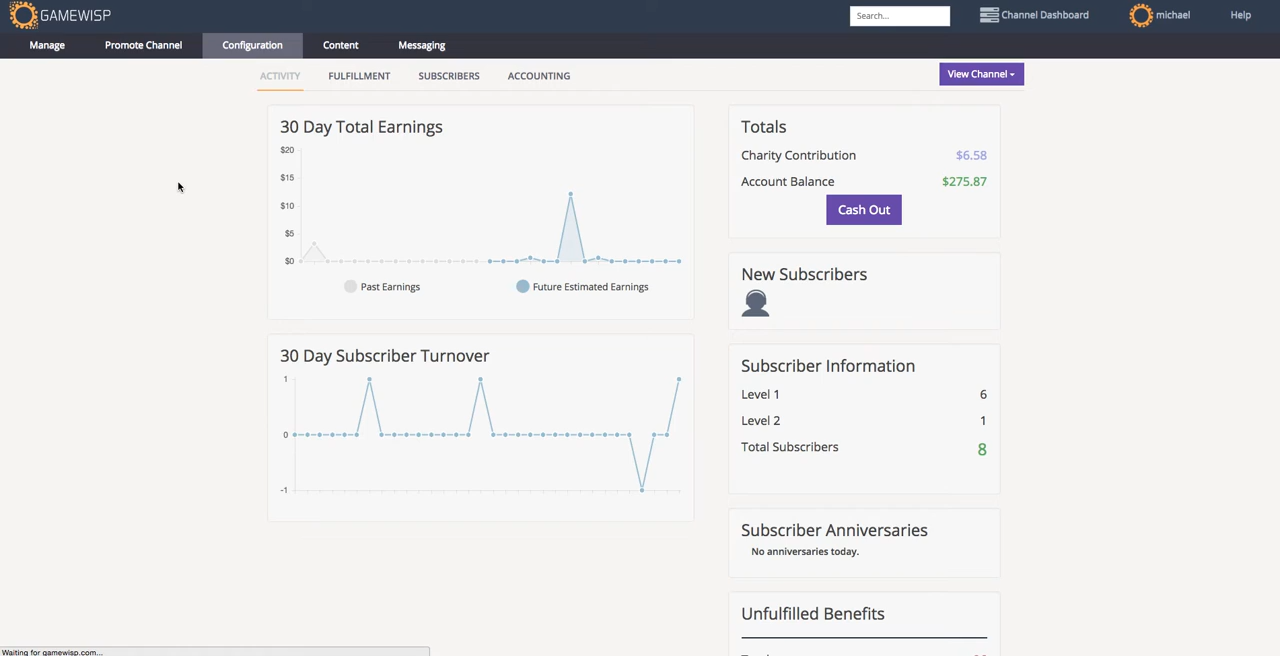 GAMEWISP
Search...
Channel Dashboard
michael
Help
Manage
Promote Channel
Configuration
Content
Messaging
ACTIVITY
FULFILLMENT
SUBSCRIBERS
ACCOUNTING
View Channel
30 Day Total Earnings
$20
$15
$10
$5
$0
Past Earnings
Future Estimated Earnings
30 Day Subscriber Turnover
1
0
-1
Totals
Charity Contribution $6.58
Account Balance $275.87
Cash Out
New Subscribers
Subscriber Information
Level 1 6
Level 2 1
Total Subscribers 8
Subscriber Anniversaries
No anniversaries today.
Unfulfilled Benefits
Waiting for gamewisp.com...